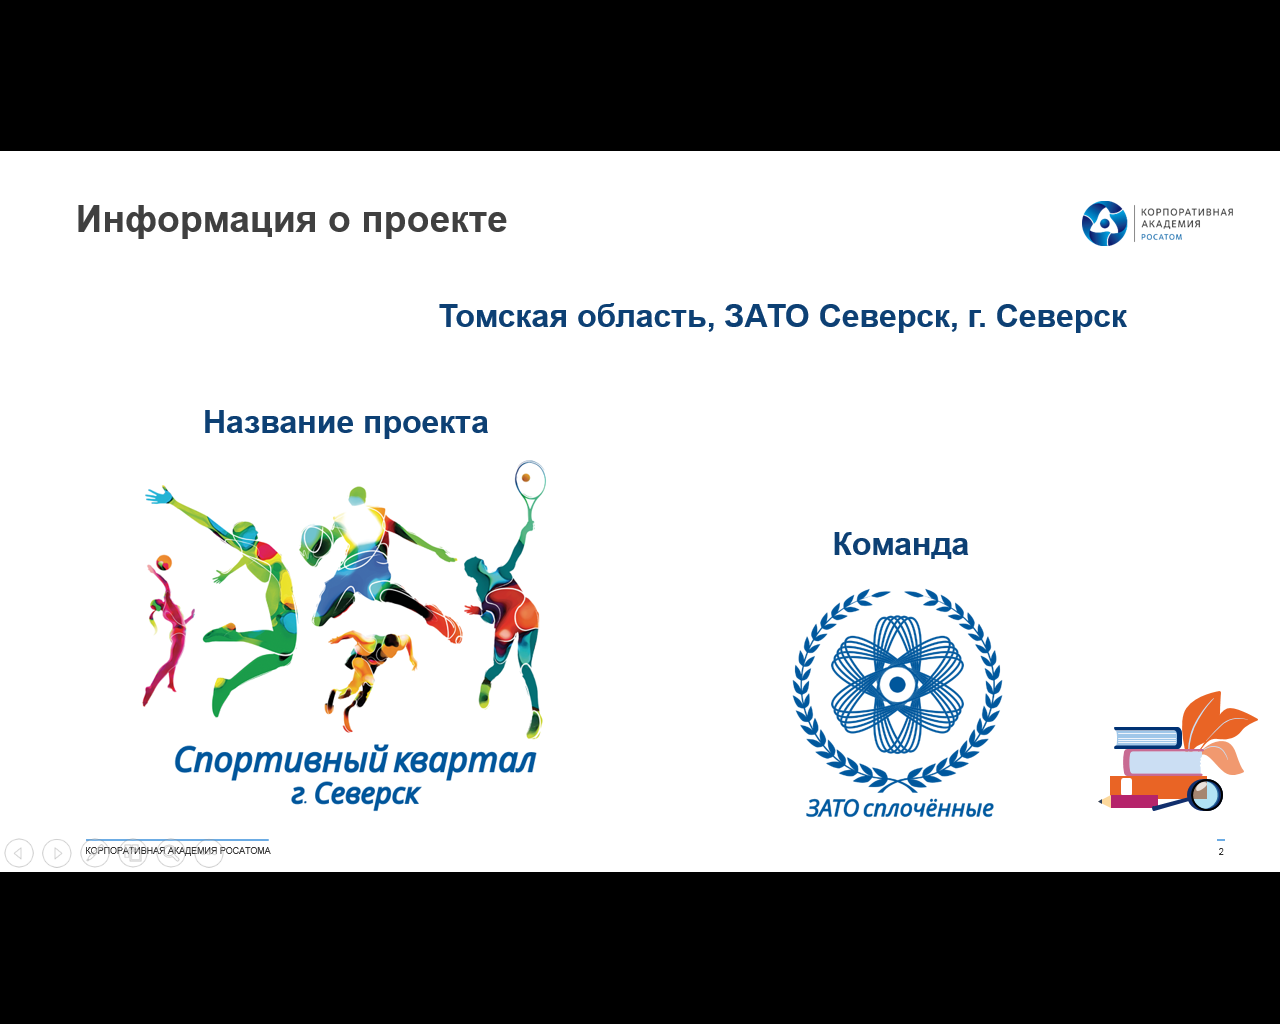 Информация о проекте
КОРПОРАТИВНАЯ
АКАДЕМИЯ
РОСАТОМ
Томская область, ЗАТО Северск, г. Северск
Название проекта
Спортивный квартал
г. Северск
Команда
ЗАТО сплочённые
КОРПОРАТИВНАЯ АКАДЕМИЯ РОСАТОМА
2